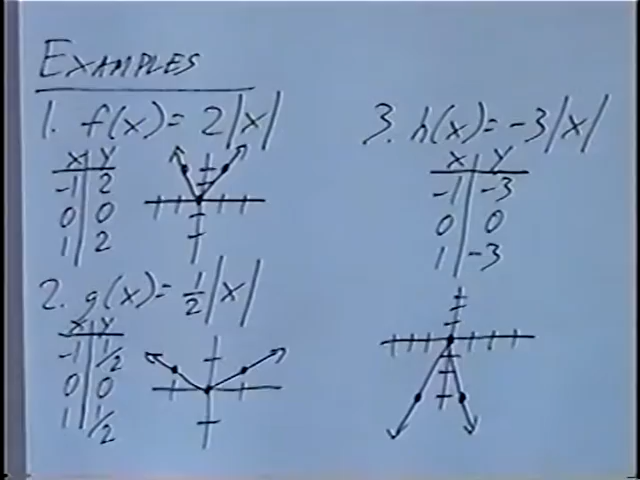 EXAMPLES
1. f(x) = 2|x|
x y
-1 2
0 0
1 2
2. g(x) = 1/2|x|
x y
-1 1/2
0 0
1 1/2
3. h(x) = -3|x|
x y
-1 -3
0 0
1 -3